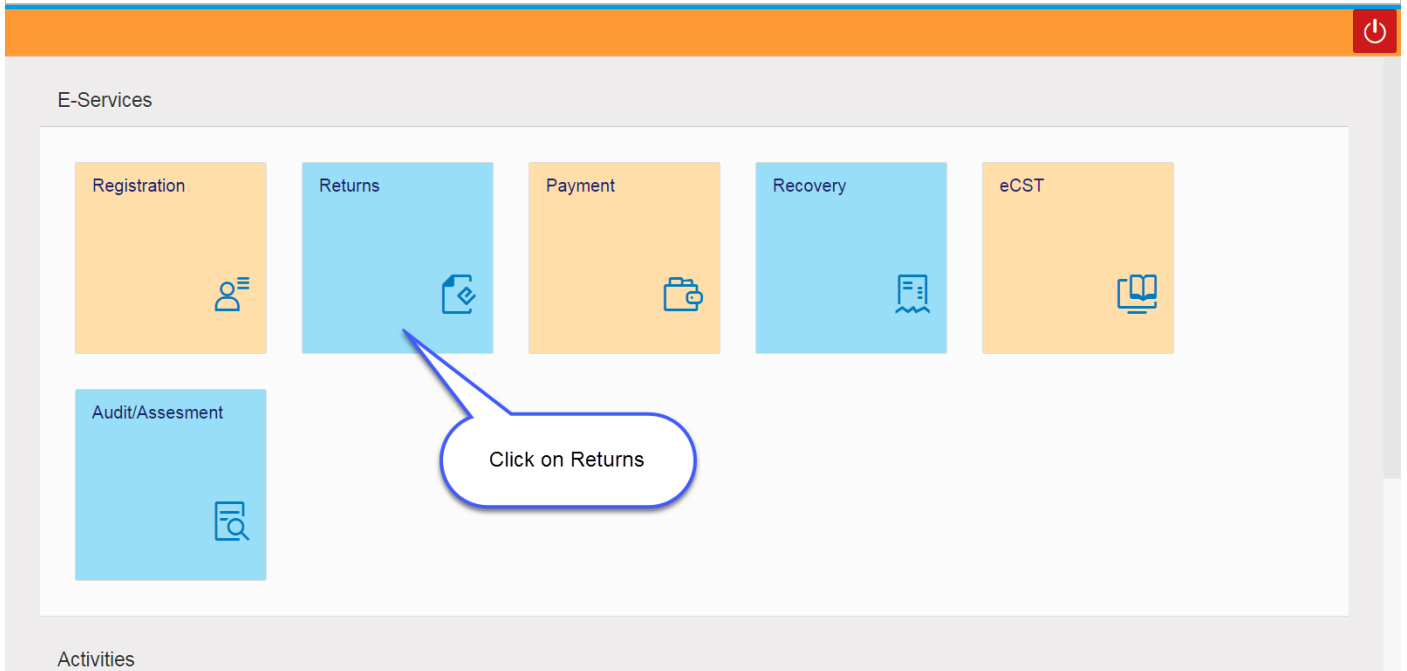 E-Services
Registration
Returns
Payment
Recovery
eCST
Audit/Assesment
Click on Returns
Activities